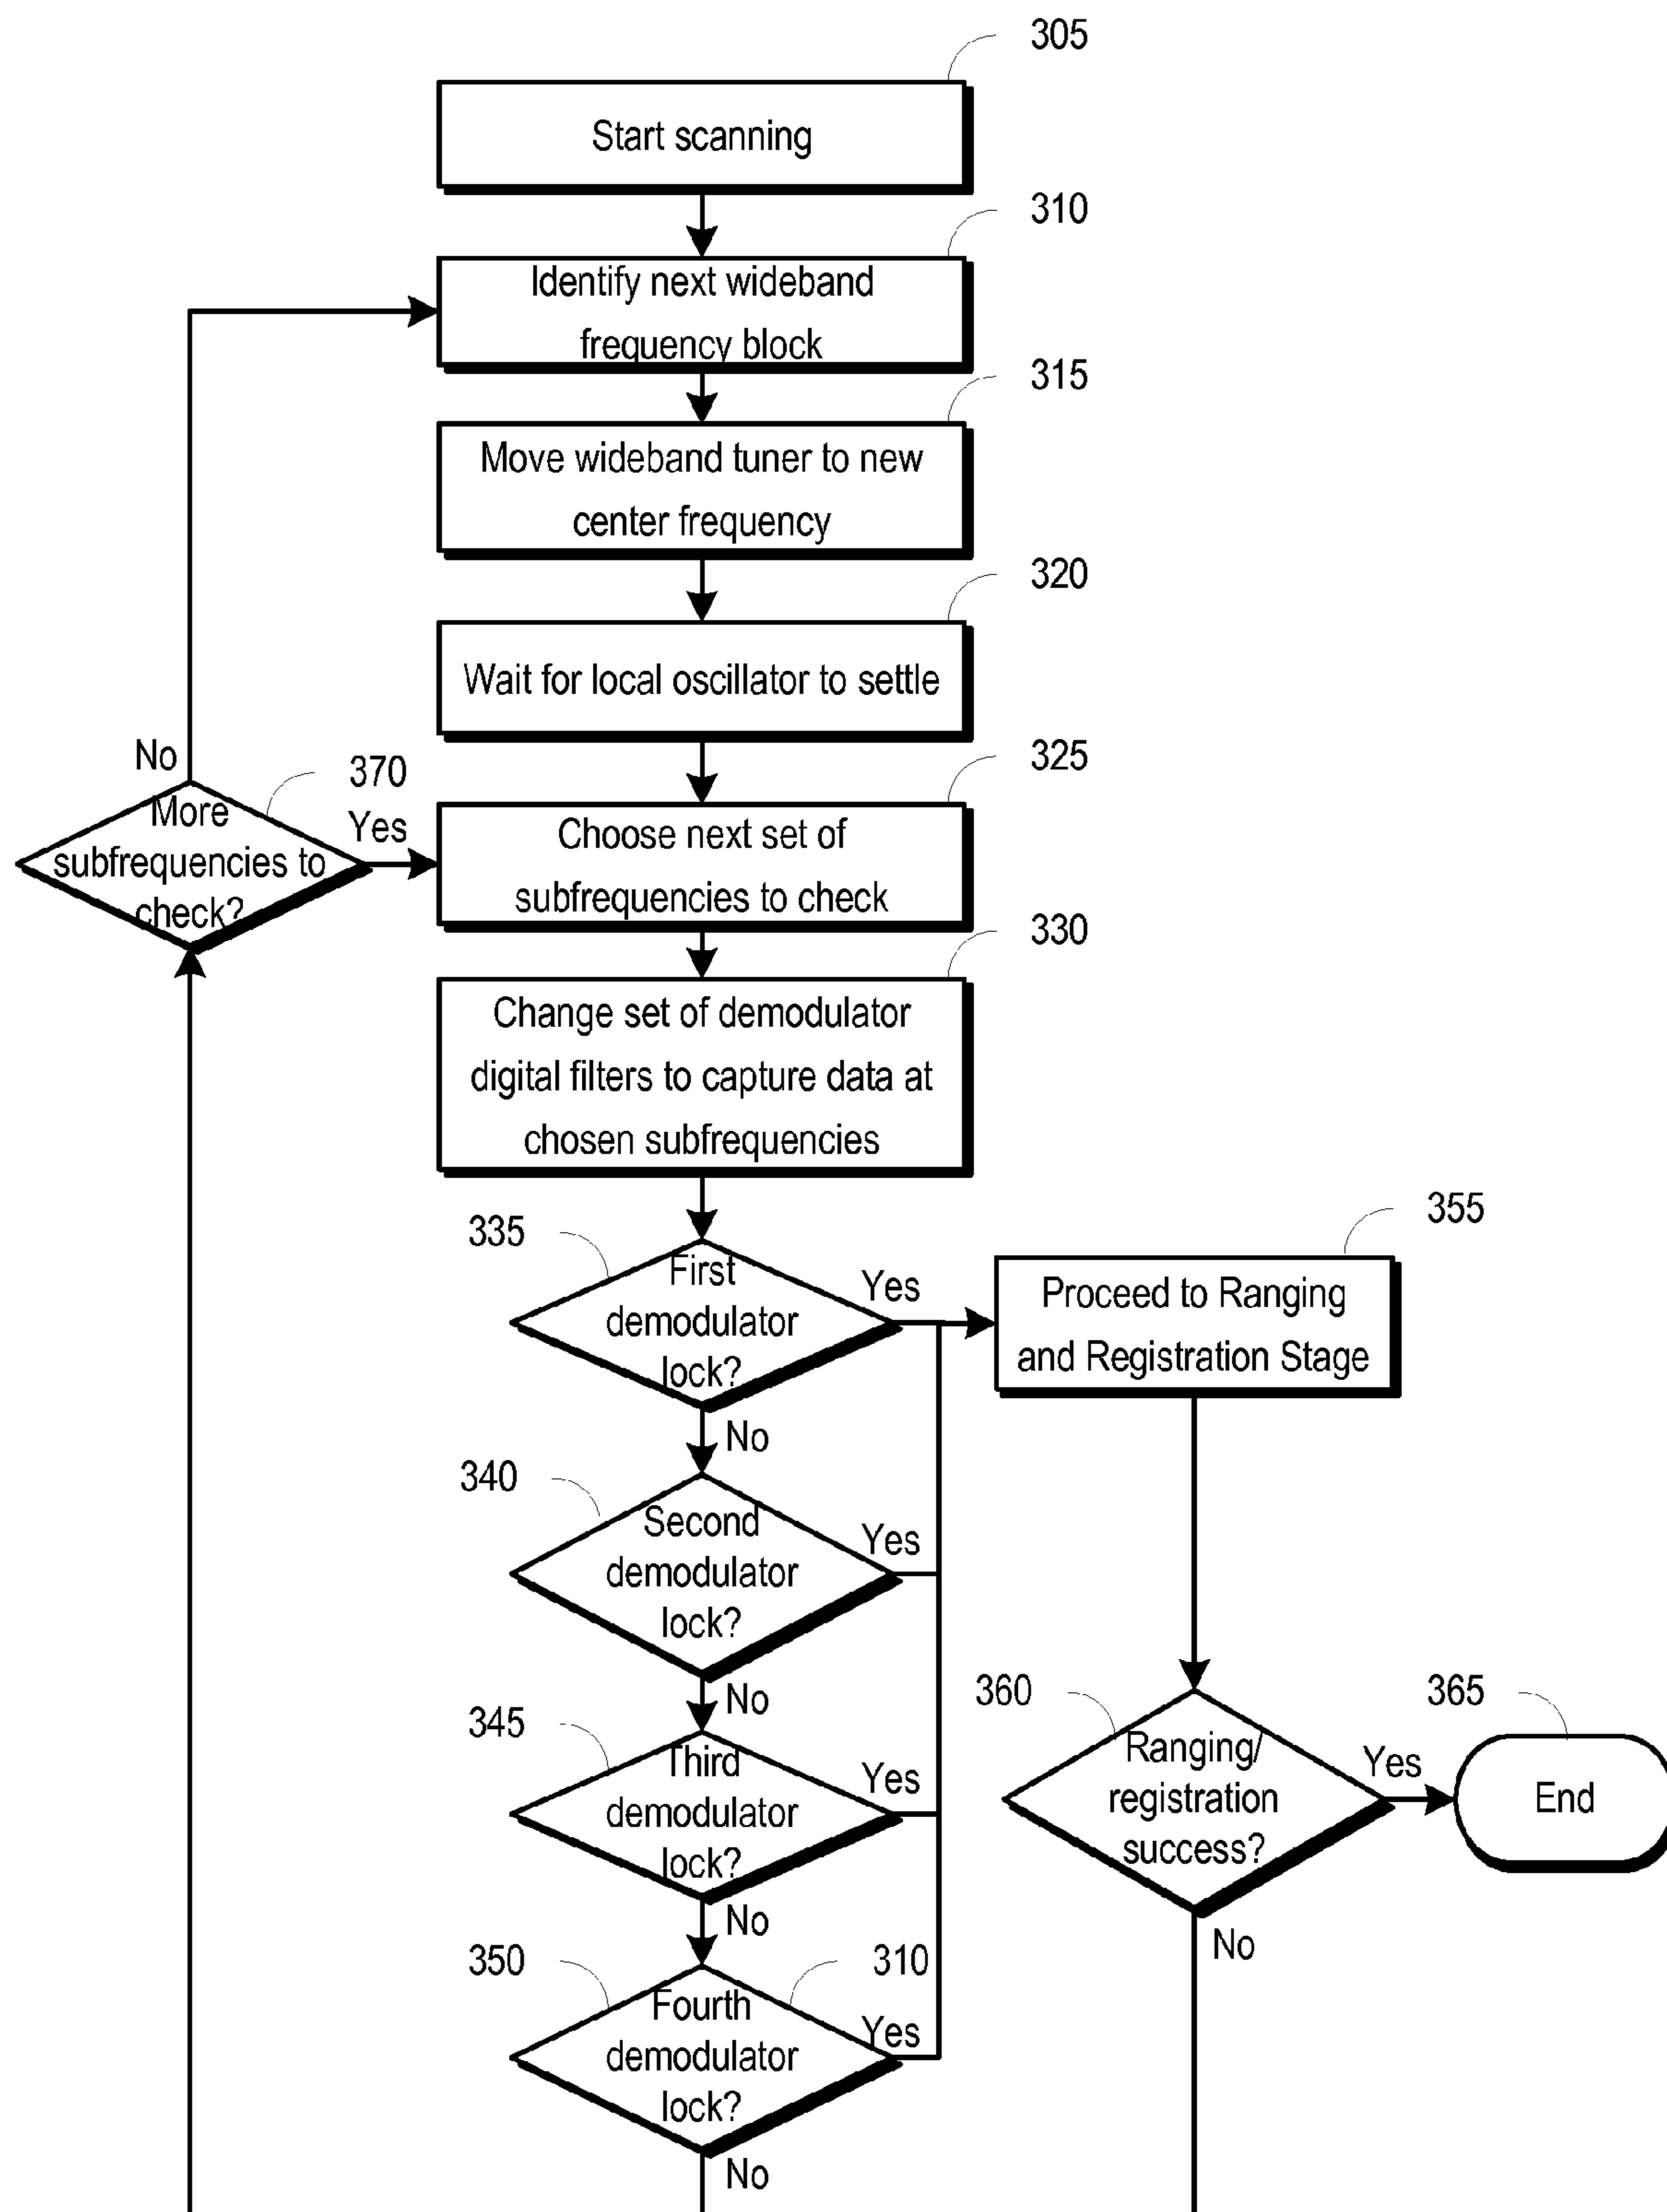 305
Start scanning
310
Identify next wideband
frequency block
315
Move wideband tuner to new
center frequency
320
Wait for local oscillator to settle
325
No
370
More
subfrequencies to
check?
Yes
Choose next set of
subfrequencies to check
330
Change set of demodulator
digital filters to capture data at
chosen subfrequencies
335
First
demodulator
lock?
Yes
No
355
Proceed to Ranging
and Registration Stage
340
Second
demodulator
lock?
Yes
No
345
Third
demodulator
lock?
Yes
No
360
Ranging/
registration
success?
Yes
No
365
End
350
310
Fourth
demodulator
lock?
Yes
No